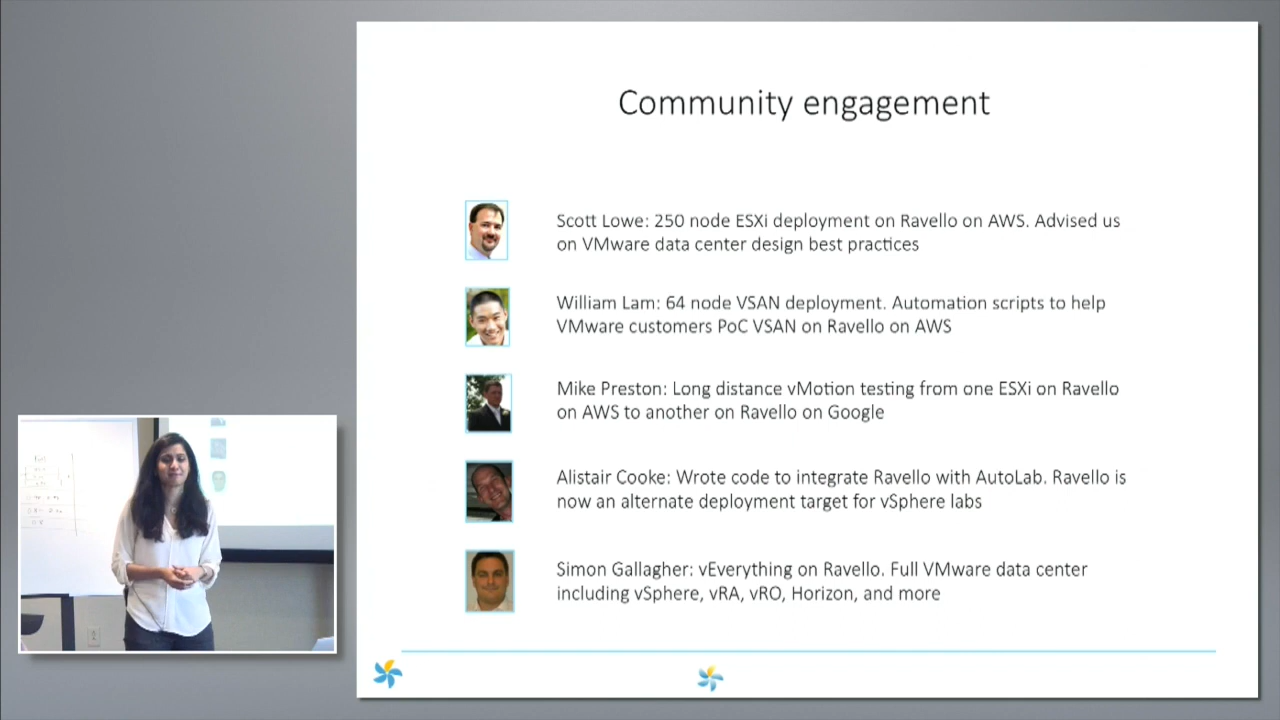 Community engagement
Scott Lowe: 250 node ESXi deployment on Ravello on AWS. Advised us
on VMware data center design best practices
William Lam: 64 node VSAN deployment. Automation scripts to help
VMware customers PoC VSAN on Ravello on AWS
Mike Preston: Long distance vMotion testing from one ESXi on Ravello
on AWS to another on Ravello on Google
Alistair Cooke: Wrote code to integrate Ravello with AutoLab. Ravello is
now an alternate deployment target for vSphere labs
Simon Gallagher: vEverything on Ravello. Full VMware data center
including vSphere, vRA, vRO, Horizon, and more